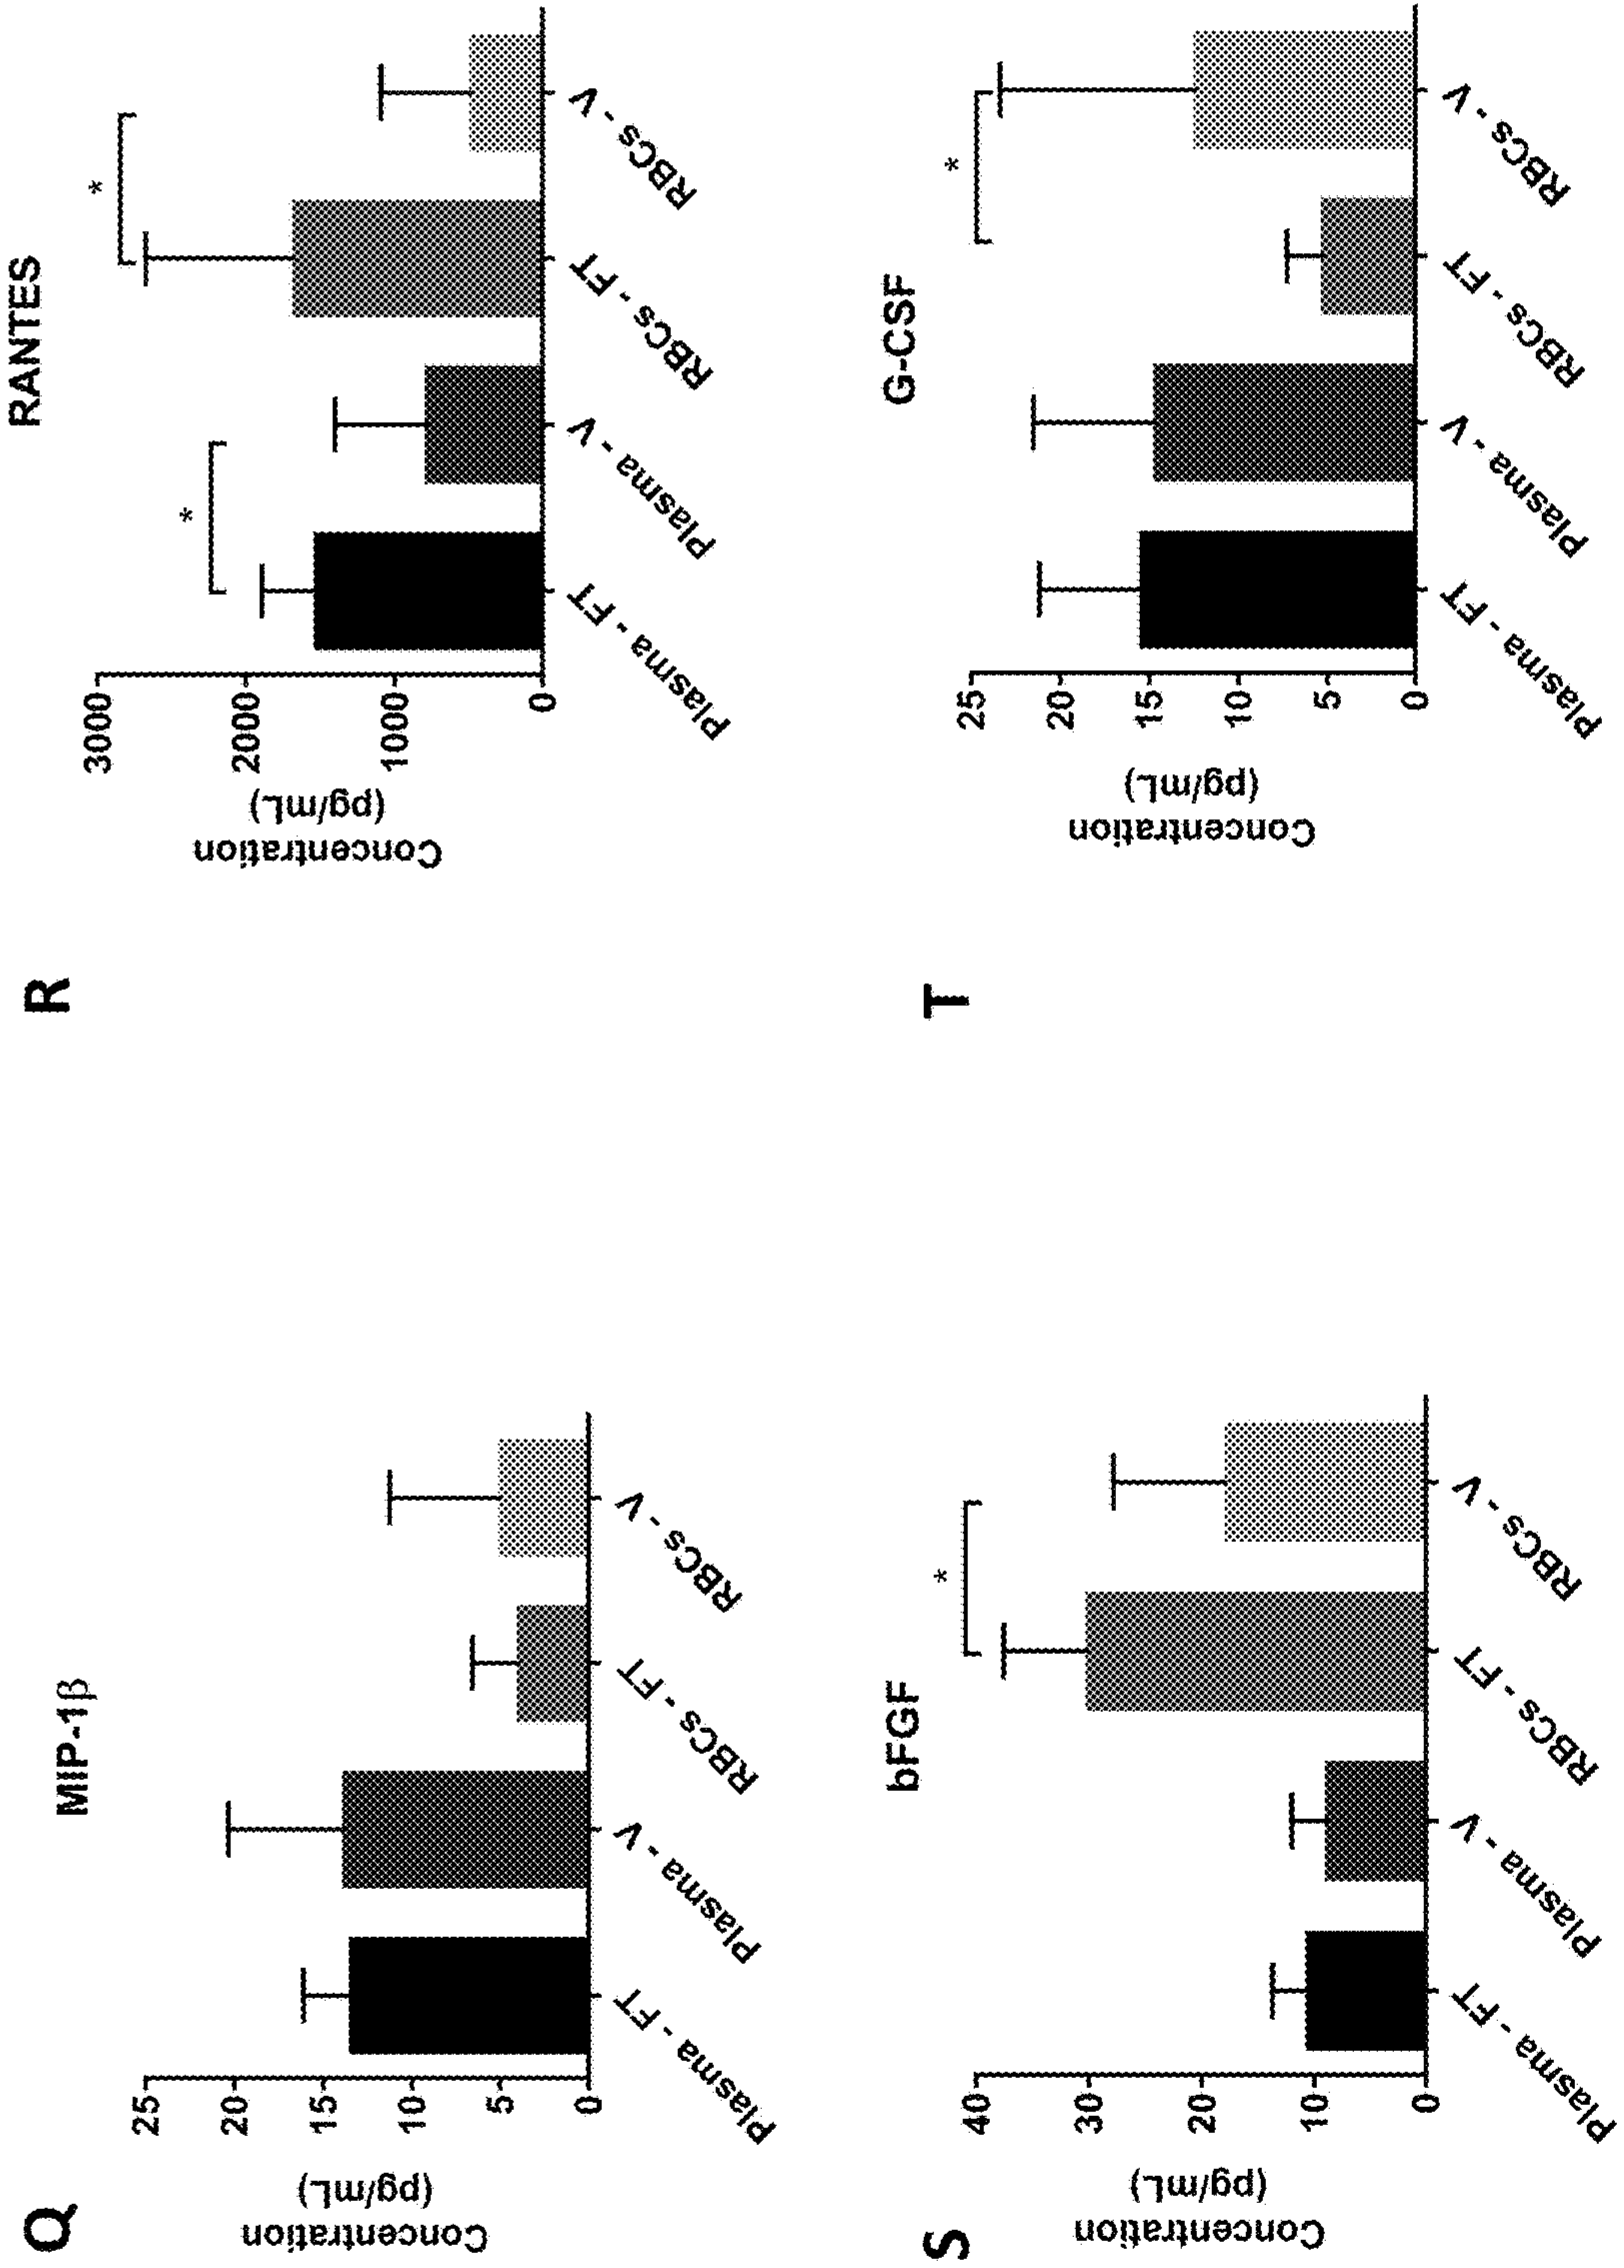 Q
MIP-1β
Concentration
(pg/mL)
25
20
15
10
5
0
Plasma - FT
Plasma - V
RBCs - FT
RBCs - V
R
RANTES
Concentration
(pg/mL)
3000
2000
1000
0
*
*
Plasma - FT
Plasma - V
RBCs - FT
RBCs - V
S
bFGF
Concentration
(pg/mL)
40
30
20
10
0
*
Plasma - FT
Plasma - V
RBCs - FT
RBCs - V
T
G-CSF
Concentration
(pg/mL)
25
20
15
10
5
0
*
Plasma - FT
Plasma - V
RBCs - FT
RBCs - V